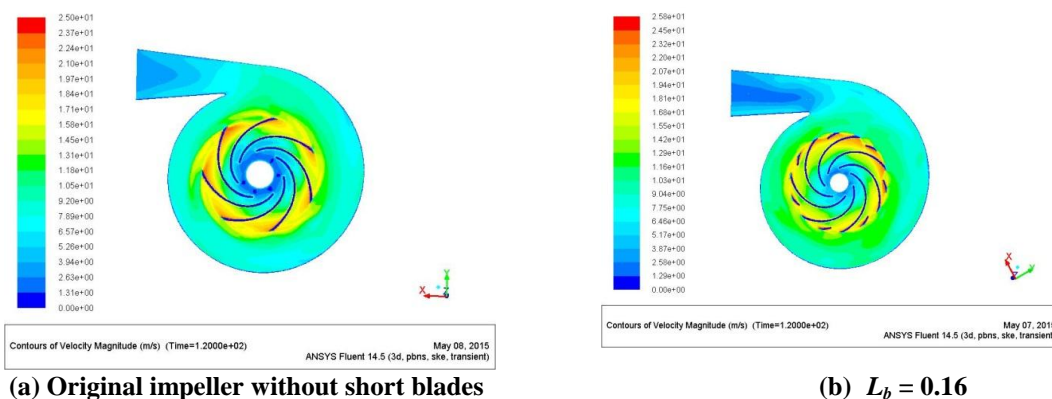 2.50e+01
2.37e+01
2.24e+01
2.10e+01
1.97e+01
1.84e+01
1.71e+01
1.58e+01
1.45e+01
1.31e+01
1.18e+01
1.05e+01
9.20e+00
7.89e+00
6.57e+00
5.26e+00
3.94e+00
2.63e+00
1.31e+00
0.00e+00
X Y Z
Contours of Velocity Magnitude (m/s) (Time=1.2000e+02)
May 08, 2015
ANSYS Fluent 14.5 (3d, pbns, ske, transient)
(a) Original impeller without short blades
2.58e+01
2.45e+01
2.32e+01
2.20e+01
2.07e+01
1.94e+01
1.81e+01
1.68e+01
1.55e+01
1.42e+01
1.29e+01
1.16e+01
1.03e+01
9.04e+00
7.75e+00
6.46e+00
5.17e+00
3.87e+00
2.58e+00
1.29e+00
0.00e+00
X Z Y
Contours of Velocity Magnitude (m/s) (Time=1.2000e+02)
May 07, 2015
ANSYS Fluent 14.5 (3d, pbns, ske, transient)
(b) L_b = 0.16